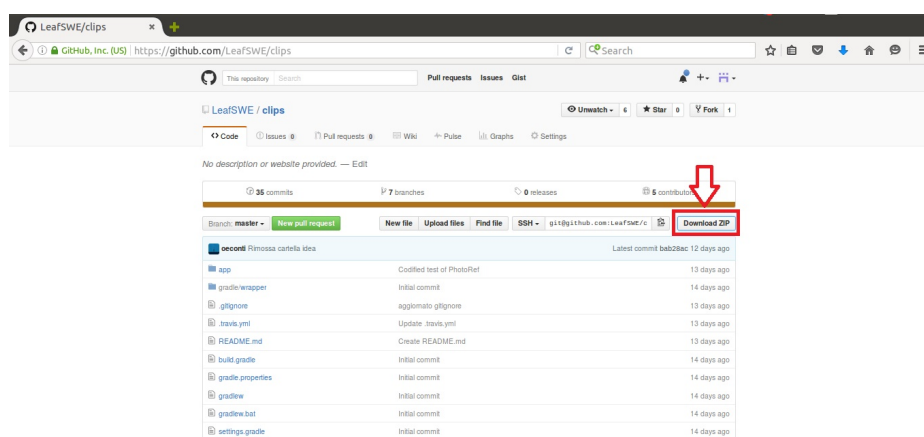 LeafSWE/clips
GitHub, Inc. (US) https://github.com/LeafSWE/clips Search
This repository Search Pull requests Issues Gist
LeafSWE / clips Unwatch 6 Star 0 Fork 1
Code Issues 0 Pull requests 0 Wiki Pulse Graphs Settings
No description or website provided. — Edit
35 commits 7 branches 0 releases 5 contributors
Branch: master New pull request New file Upload files Find file SSH git@github.com:LeafSWE/c Download ZIP
oeconti Rimossa cartella idea Latest commit bab28ac 12 days ago
app Codified test of PhotoRef 13 days ago
gradle/wrapper Initial commit 14 days ago
.gitignore aggiornato gitignore 13 days ago
.travis.yml Update .travis.yml 13 days ago
README.md Create README.md 13 days ago
build.gradle Initial commit 14 days ago
gradle.properties Initial commit 14 days ago
gradlew Initial commit 14 days ago
gradlew.bat Initial commit 14 days ago
settings.gradle Initial commit 14 days ago